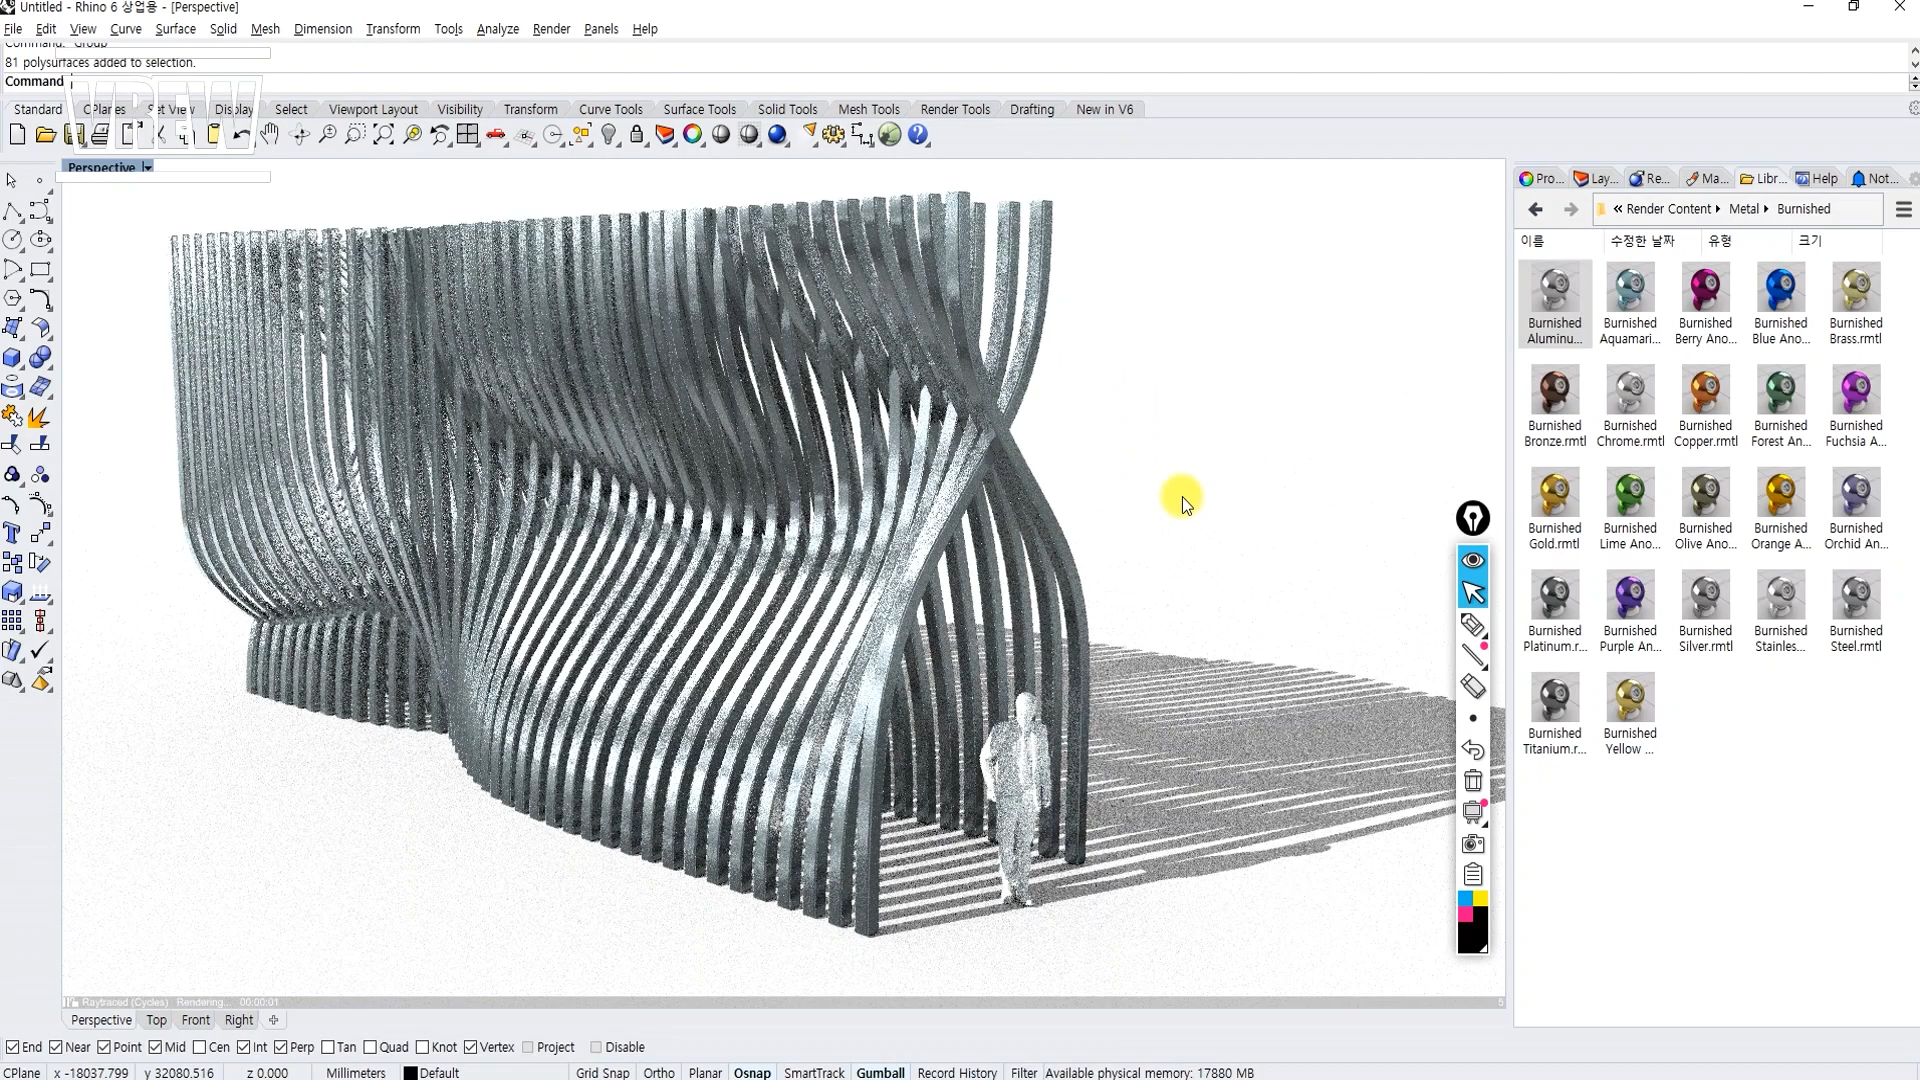 Untitled - Rhino 6 상업용 - [Perspective]
File Edit View Curve Surface Solid Mesh Dimension Transform Tools Analyze Render Panels Help
Command: Group
81 polysurfaces added to selection.
Command
VREW
Standard CPlanes Set View Display Select Viewport Layout Visibility Transform Curve Tools Surface Tools Solid Tools Mesh Tools Render Tools Drafting New in V6
Perspective
Pro... Lay... Re... Ma... Libr... Help Not...
« Render Content Metal Burnished
이름 수정한 날짜 유형 크기
Burnished Burnished Burnished Burnished Burnished
Aluminu... Aquamari... Berry Ano... Blue Ano... Brass.rmtl
Burnished Burnished Burnished Burnished Burnished
Bronze.rmtl Chrome.rmtl Copper.rmtl Forest An... Fuchsia A...
Burnished Burnished Burnished Burnished Burnished
Gold.rmtl Lime Ano... Olive Ano... Orange A... Orchid An...
Burnished Burnished Burnished Burnished Burnished
Platinum.r... Purple An... Silver.rmtl Stainles... Steel.rmtl
Burnished Burnished
Titanium.r... Yellow ...
Raytraced (Cycles) Rendering... 00:00:01
Perspective Top Front Right
End Near Point Mid Cen Int Perp Tan Quad Knot Vertex Project Disable
CPlane x -18037.799 y 32080.516 z 0.000 Millimeters Default Grid Snap Ortho Planar Osnap SmartTrack Gumball Record History Filter Available physical memory: 17880 MB